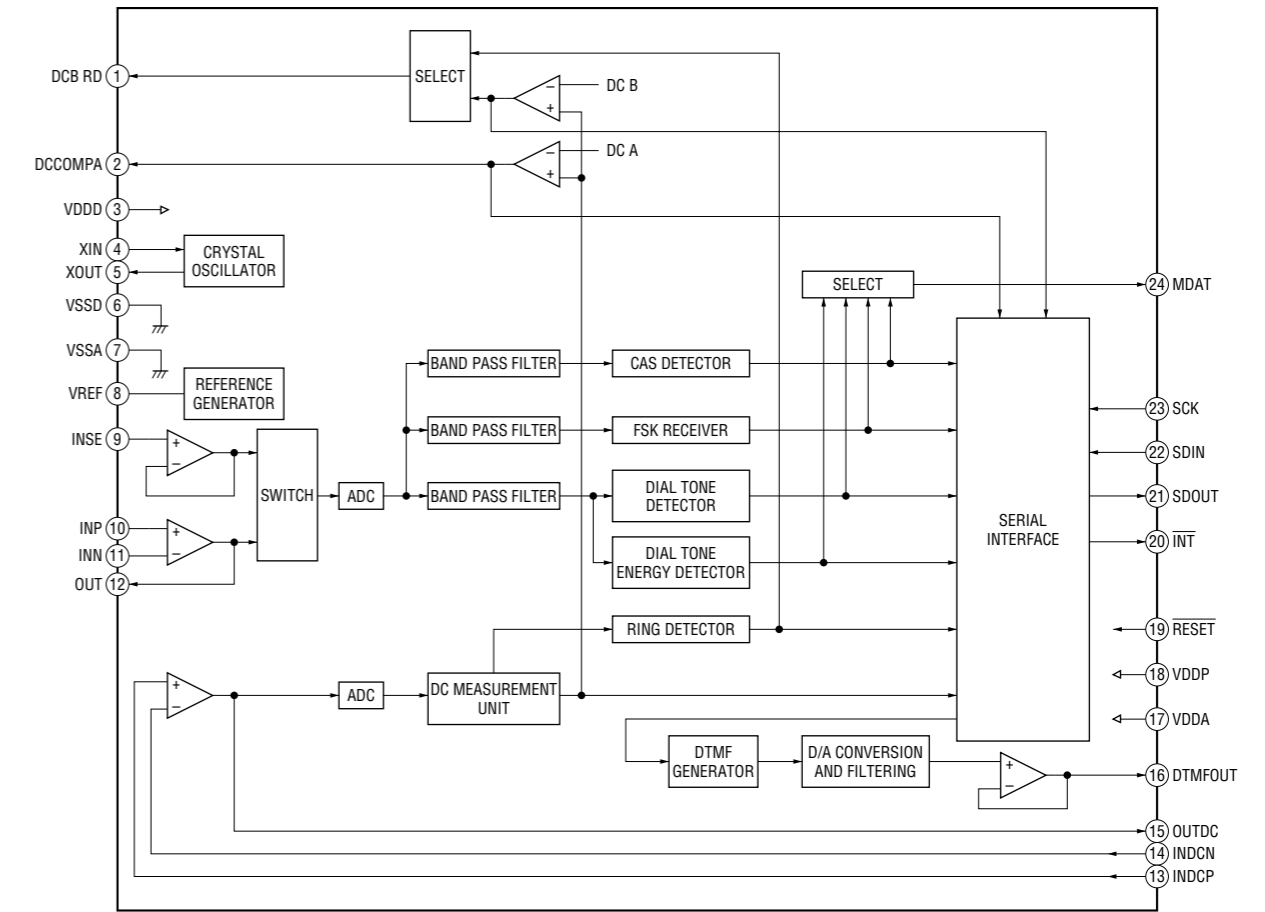 DCB RD 1
SELECT
DC B
−
+
DCCOMPA 2
DC A
−
+
VDDD 3
XIN 4
XOUT 5
CRYSTAL
OSCILLATOR
VSSD 6
SELECT
24 MDAT
VSSA 7
VREF 8
REFERENCE
GENERATOR
BAND PASS FILTER
CAS DETECTOR
23 SCK
INSE 9
+
−
BAND PASS FILTER
FSK RECEIVER
22 SDIN
SWITCH
ADC
BAND PASS FILTER
DIAL TONE
DETECTOR
21 SDOUT
SERIAL
INTERFACE
INP 10
INN 11
+
−
OUT 12
DIAL TONE
ENERGY DETECTOR
20 INT
RING DETECTOR
19 RESET
18 VDDP
+
−
ADC
DC MEASUREMENT
UNIT
17 VDDA
DTMF
GENERATOR
D/A CONVERSION
AND FILTERING
+
−
16 DTMFOUT
15 OUTDC
14 INDCN
13 INDCP